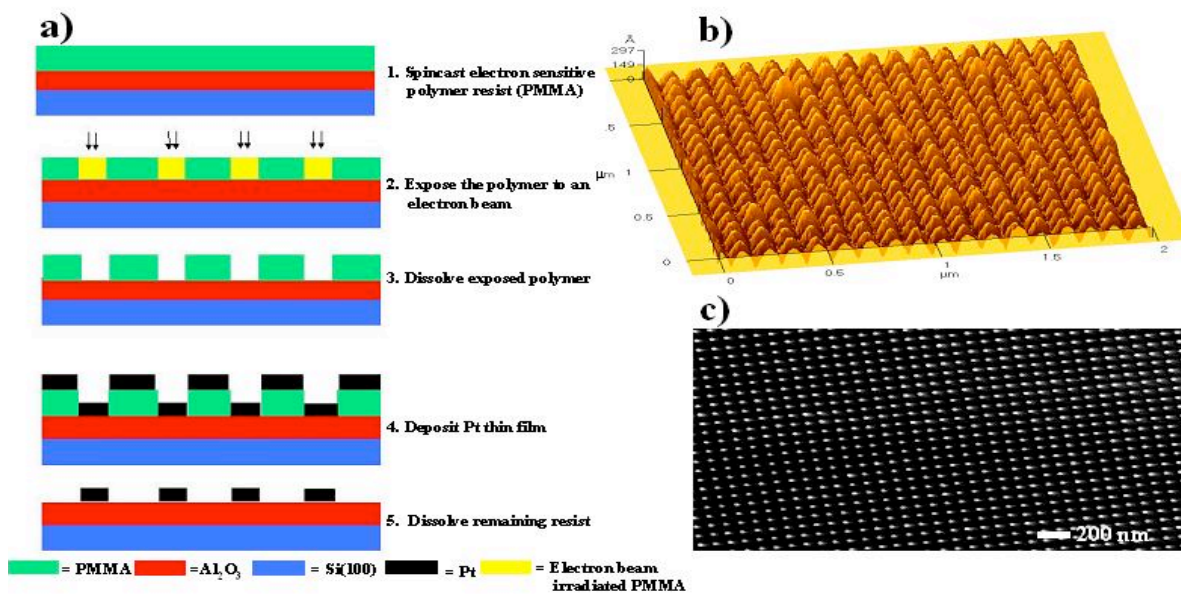 a)
1. Spincast electron sensitive
polymer resist (PMMA)
2. Expose the polymer to an
electron beam
3. Dissolve exposed polymer
4. Deposit Pt thin film
5. Dissolve remaining resist
= PMMA
=Al₂O₃
= Si(100)
= Pt
= Electron beam
irradiated PMMA
b)
Å
297
149
0
.5
1
µm
0.5
0
0
0.5
1
µm
1.5
2
c)
200 nm